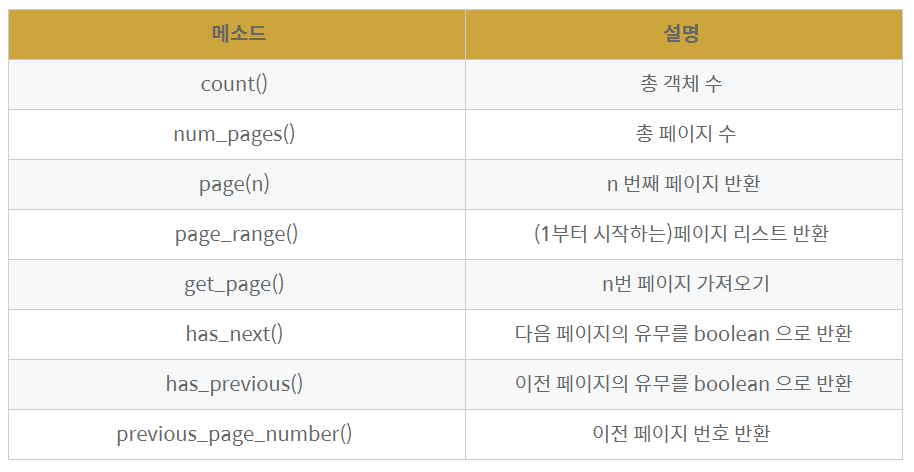 메소드 설명
count() 총 객체 수
num_pages() 총 페이지 수
page(n) n 번째 페이지 반환
page_range() (1부터 시작하는)페이지 리스트 반환
get_page() n번 페이지 가져오기
has_next() 다음 페이지의 유무를 boolean 으로 반환
has_previous() 이전 페이지의 유무를 boolean 으로 반환
previous_page_number() 이전 페이지 번호 반환